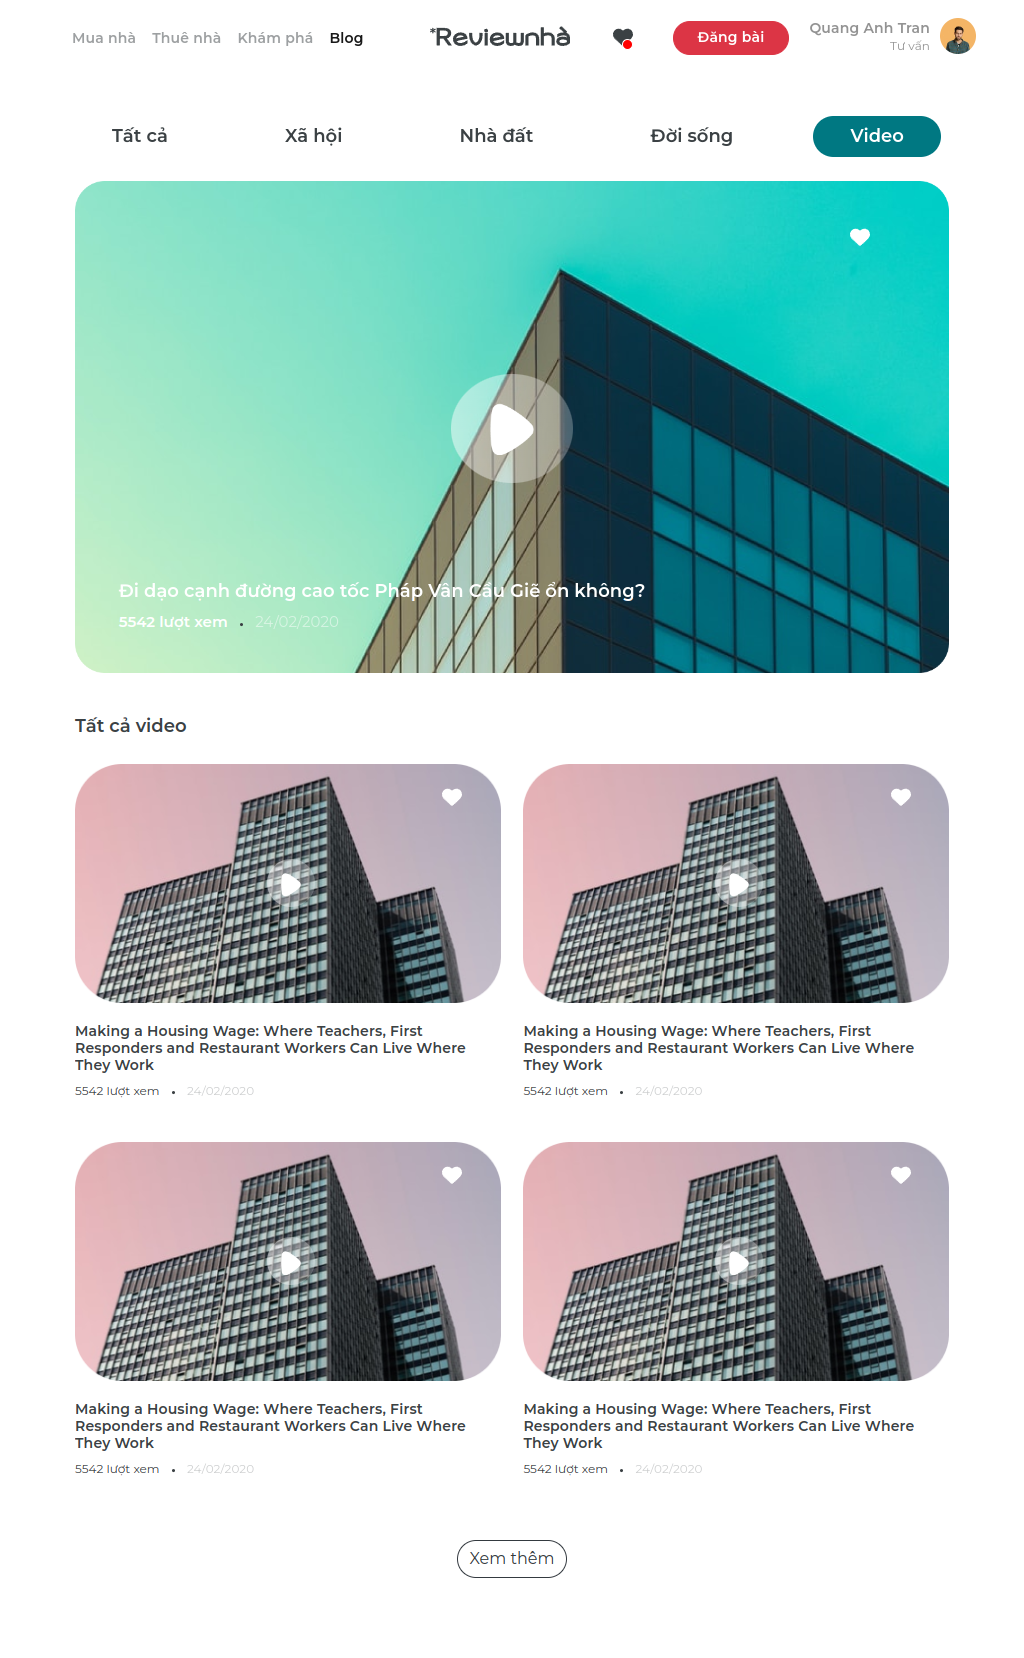 Mua nhà Thuê nhà Khám phá Blog
*Reviewnhà
Đăng bài
Quang Anh Tran
Tư vấn
Tất cả
Xã hội
Nhà đất
Đời sống
Video
Đi dạo cạnh đường cao tốc Pháp Vân Cầu Giẽ ổn không?
5542 lượt xem • 24/02/2020
Tất cả video
Making a Housing Wage: Where Teachers, First
Responders and Restaurant Workers Can Live Where
They Work
5542 lượt xem • 24/02/2020
Making a Housing Wage: Where Teachers, First
Responders and Restaurant Workers Can Live Where
They Work
5542 lượt xem • 24/02/2020
Making a Housing Wage: Where Teachers, First
Responders and Restaurant Workers Can Live Where
They Work
5542 lượt xem • 24/02/2020
Making a Housing Wage: Where Teachers, First
Responders and Restaurant Workers Can Live Where
They Work
5542 lượt xem • 24/02/2020
Xem thêm